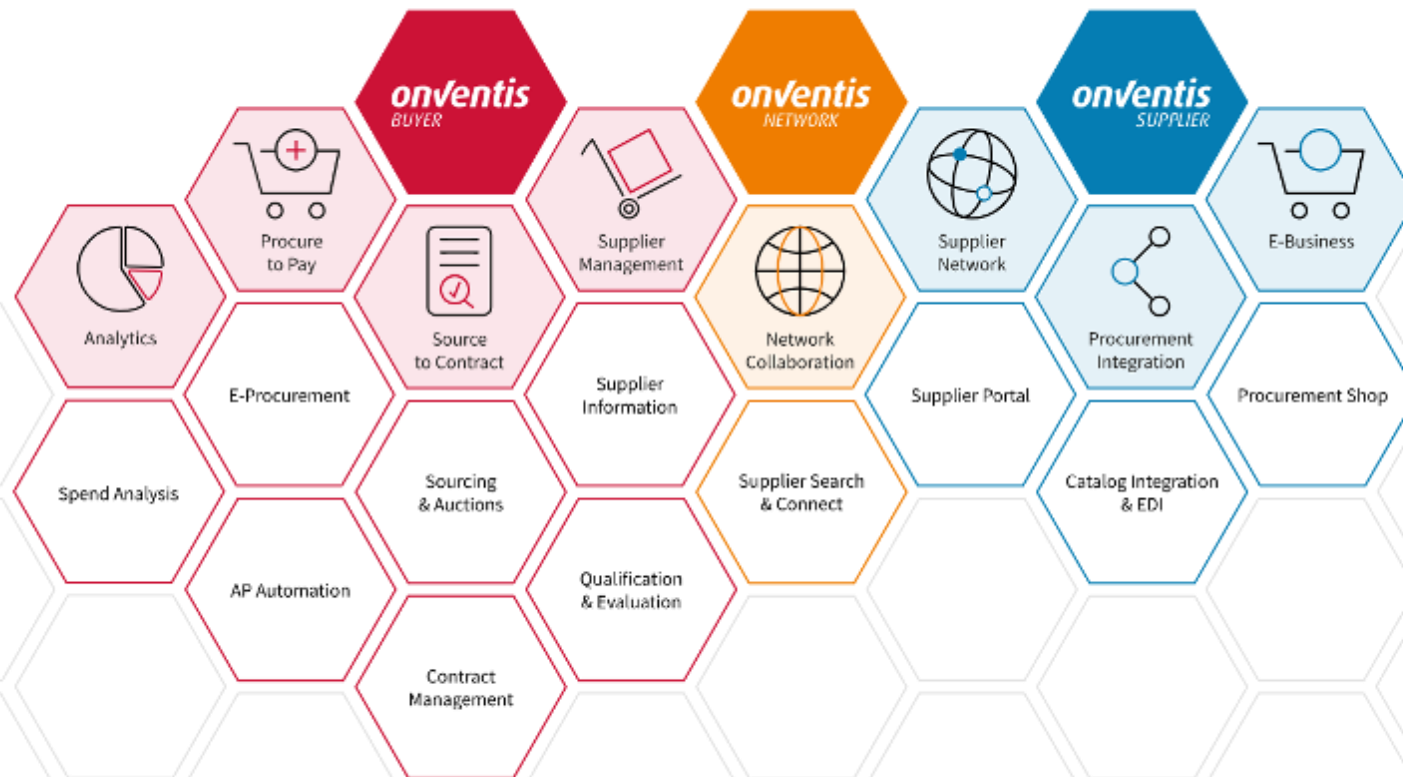 onventis
BUYER
onventis
NETWORK
onventis
SUPPLIER
Procure
to Pay
Supplier
Management
Supplier
Network
E-Business
Analytics
Source
to Contract
Network
Collaboration
Procurement
Integration
E-Procurement
Supplier
Information
Supplier Portal
Procurement Shop
Spend Analysis
Sourcing
& Auctions
Supplier Search
& Connect
Catalog Integration
& EDI
AP Automation
Qualification
& Evaluation
Contract
Management